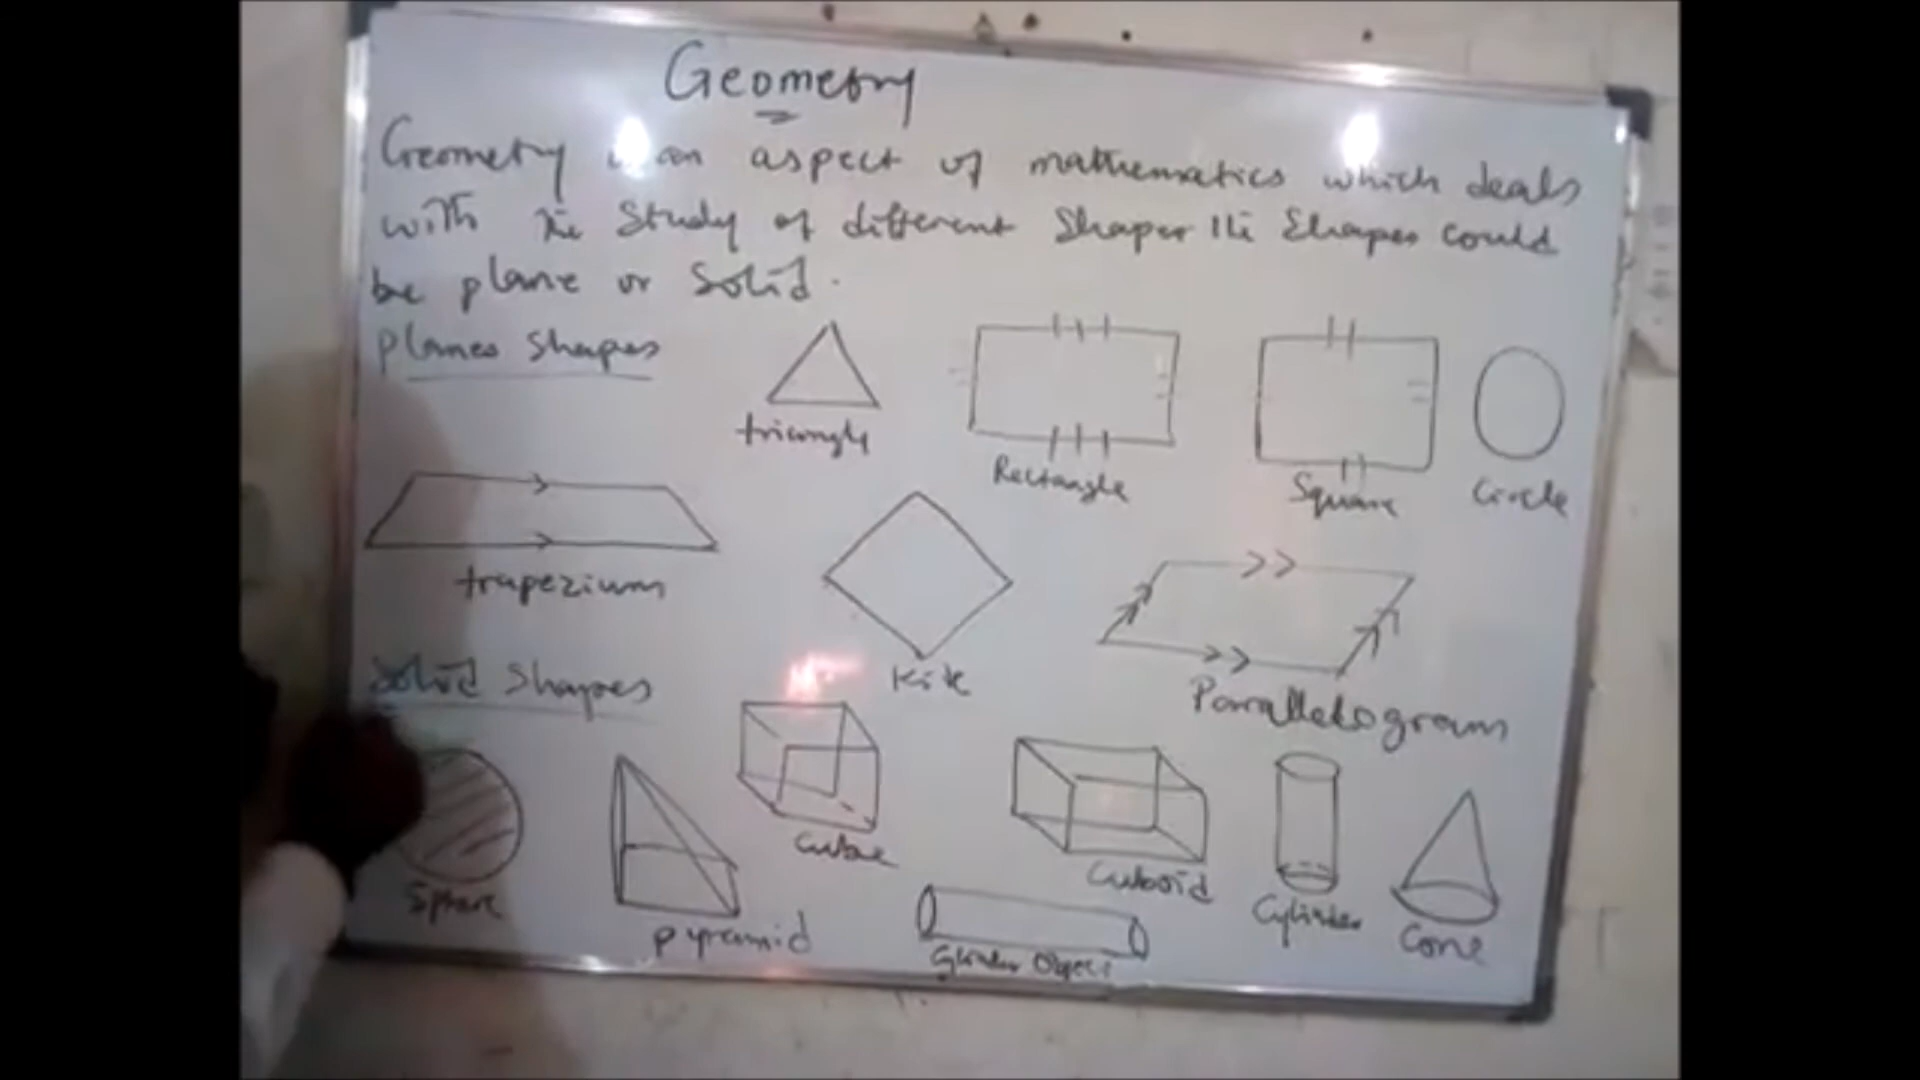 Geometry
Geometry is an aspect of mathematics which deals
with the study of different shapes the shapes could
be plane or solid.
Planes shapes
triangle
Rectangle
Square
Circle
trapezium
Kite
Parallelogram
Solid shapes
Sphere
pyramid
Cube
Cuboid
Cylinder
Cone
Object